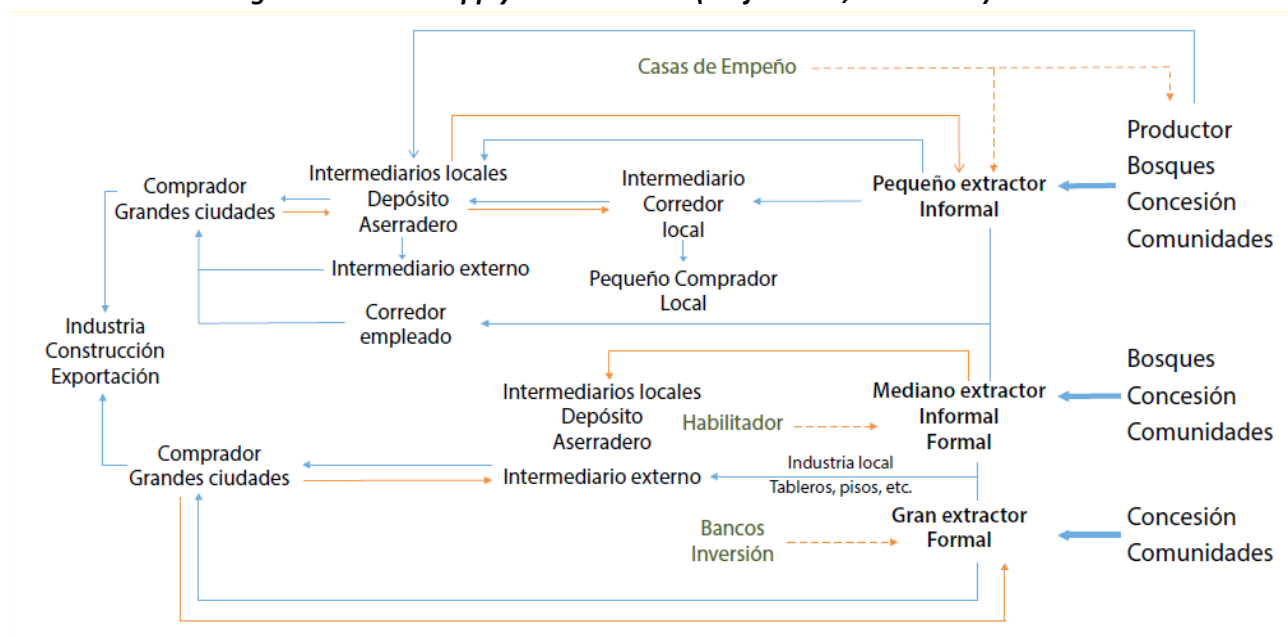 Casas de Empeño
Productor
Bosques
Concesión
Comunidades
Comprador
Grandes ciudades
Intermediarios locales
Depósito
Aserradero
Intermediario
Corredor
local
Pequeño extractor
Informal
Intermediario externo
Pequeño Comprador
Local
Corredor
empleado
Industria
Construcción
Exportación
Intermediarios locales
Depósito
Aserradero
Habilitador
Mediano extractor
Informal
Formal
Bosques
Concesión
Comunidades
Comprador
Grandes ciudades
Intermediario externo
Industria local
Tableros, pisos, etc.
Bancos
Inversión
Gran extractor
Formal
Concesión
Comunidades